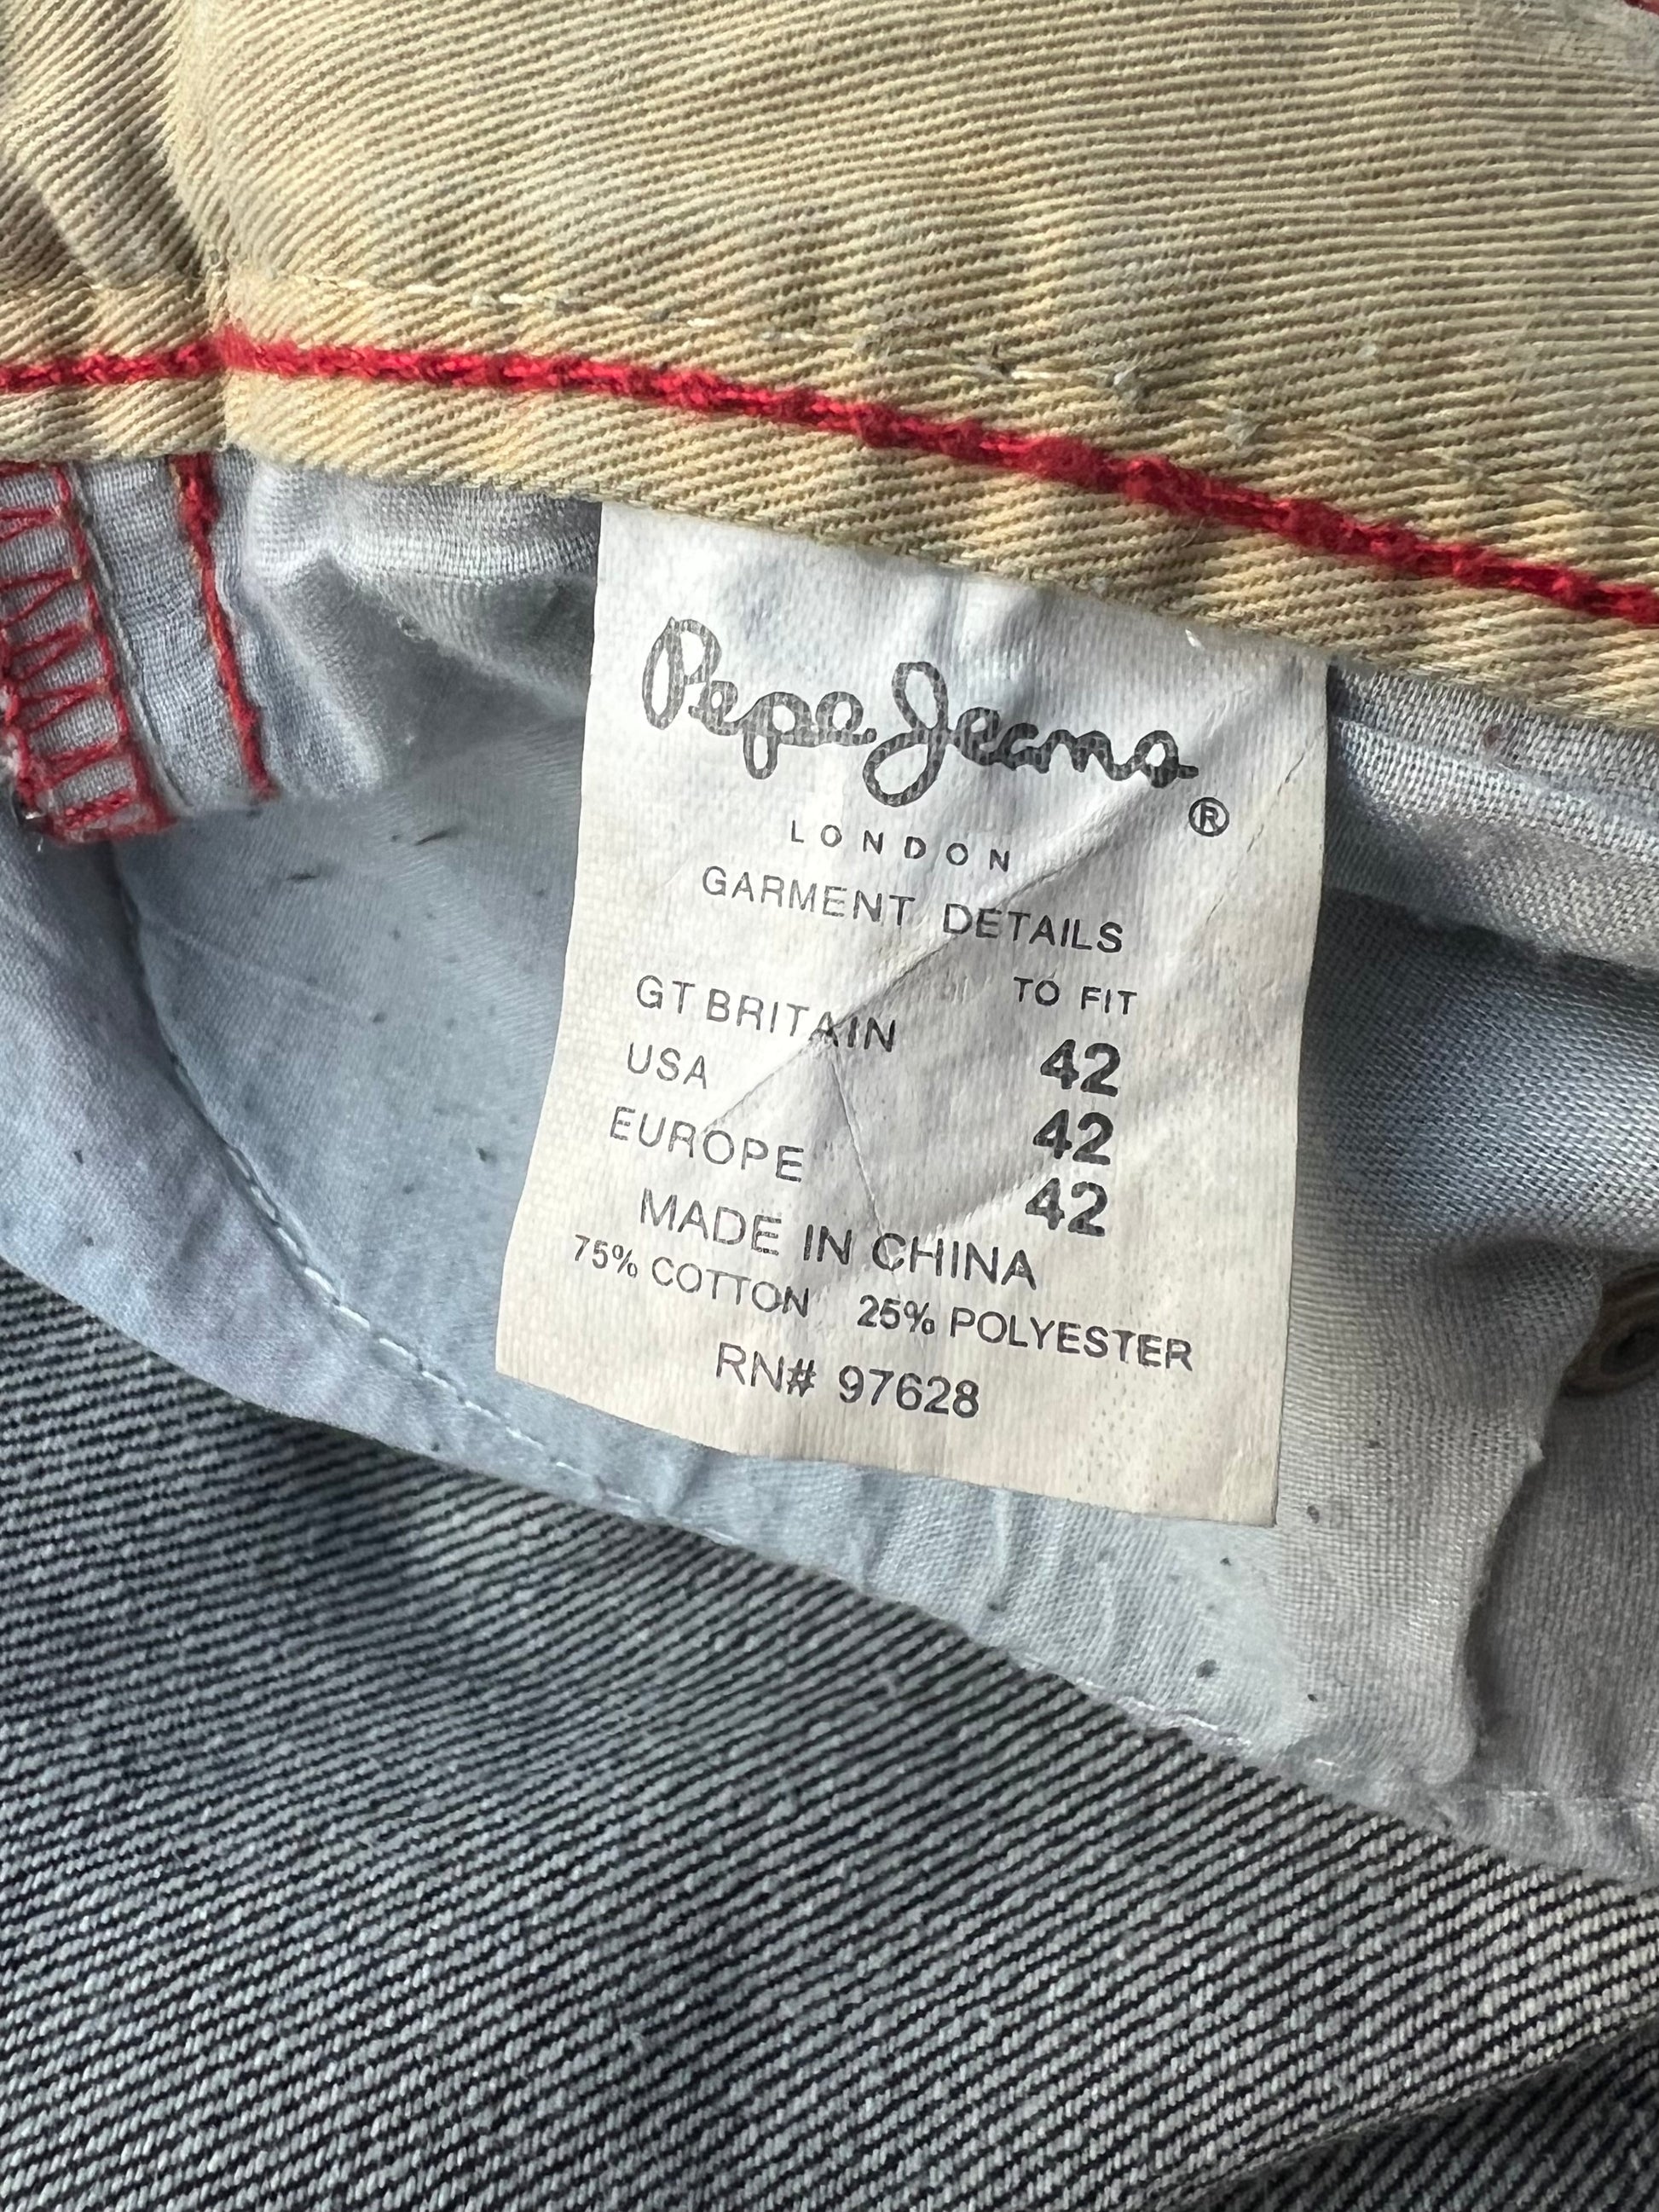 Pepe Jeans ®
LONDON
GARMENT DETAILS
TO FIT
GT BRITAIN 42
USA 42
EUROPE 42
MADE IN CHINA
75% COTTON 25% POLYESTER
RN# 97628